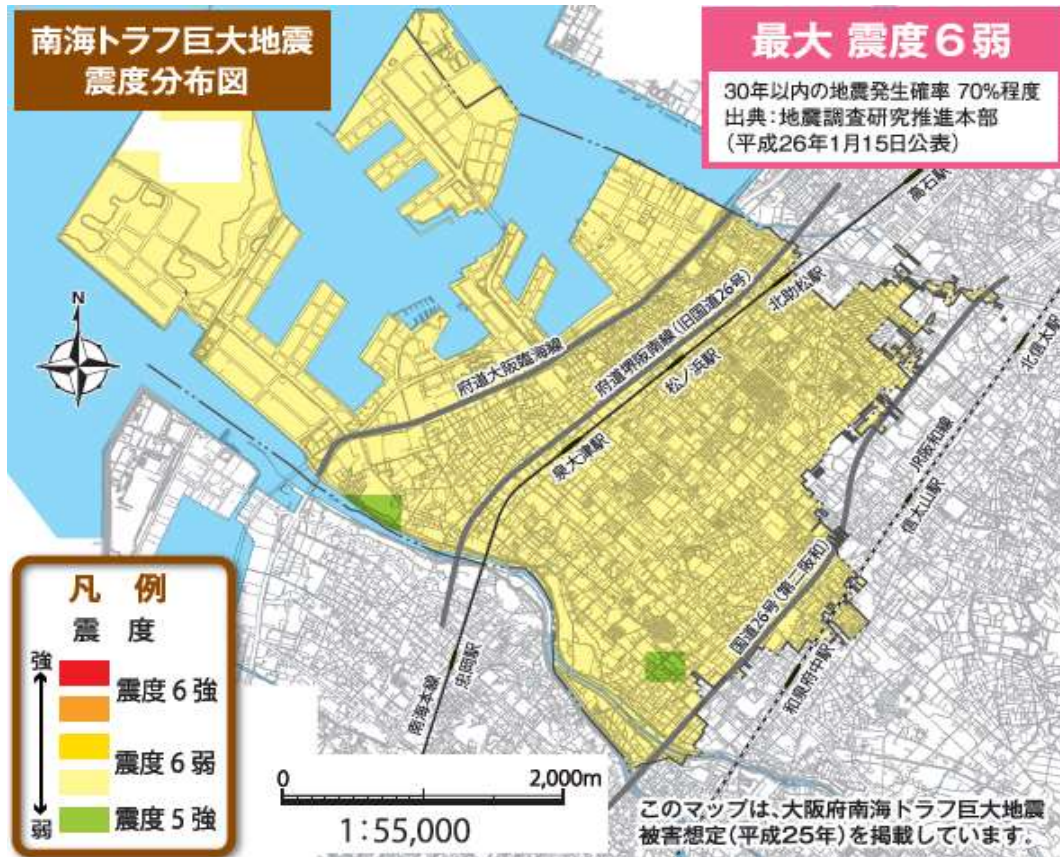 南海トラフ巨大地震
震度分布図
最大 震度6弱
30年以内の地震発生確率 70%程度
出典:地震調査研究推進本部
(平成26年1月15日公表)
高石駅
北助松駅
北信太駅
府道堺阪南線(旧国道26号)
松ノ浜駅
府道大阪臨海線
JR阪和線
泉大津駅
信太山駅
国道26号(第二阪和)
和泉府中駅
忠岡駅
南海本線
N
凡 例
震 度
強
震度6強
震度6弱
震度5強
弱
0 2,000m
1:55,000
このマップは、大阪府南海トラフ巨大地震
被害想定(平成25年)を掲載しています。